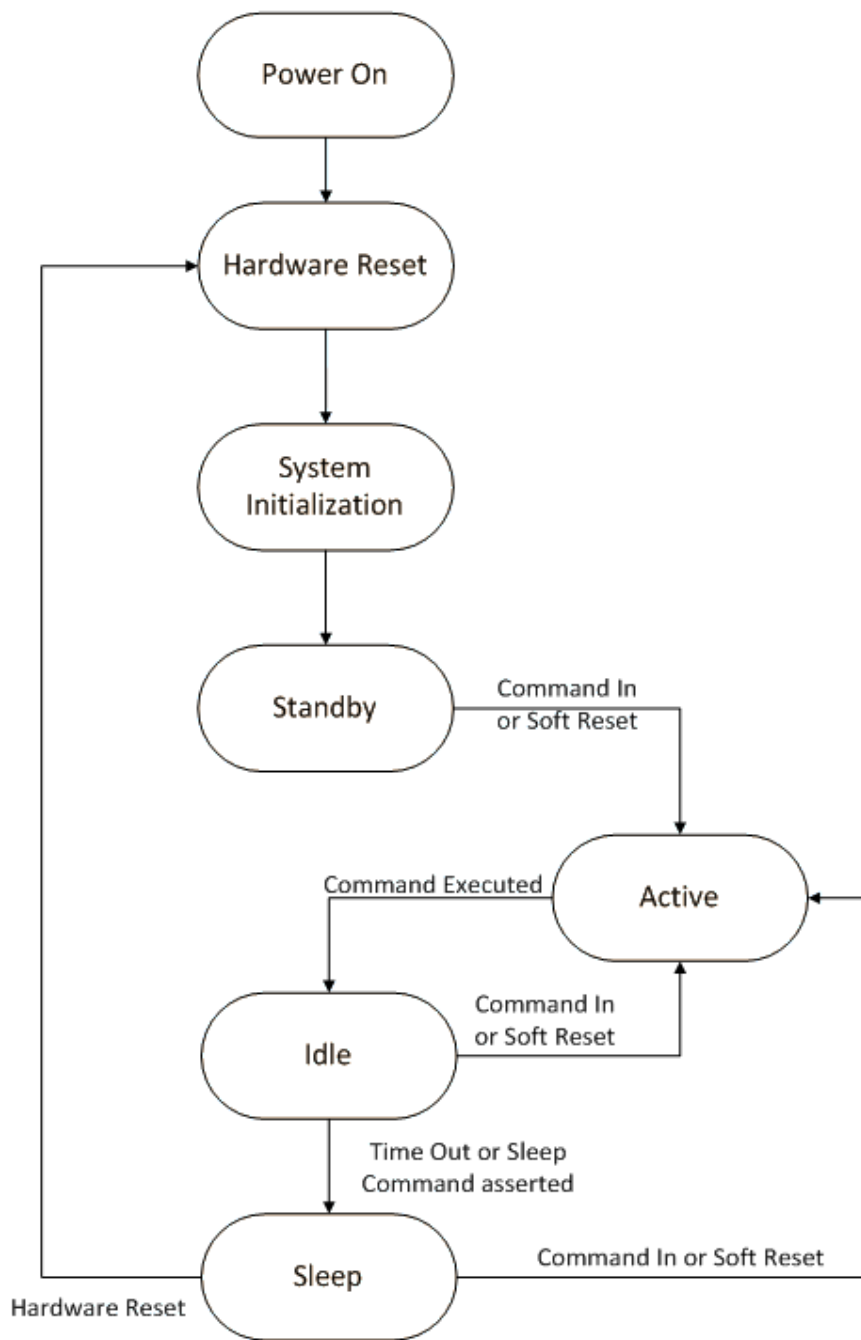 Power On
Hardware Reset
System
Initialization
Standby
Command In
or Soft Reset
Active
Command Executed
Command In
or Soft Reset
Idle
Time Out or Sleep
Command asserted
Sleep
Command In or Soft Reset
Hardware Reset